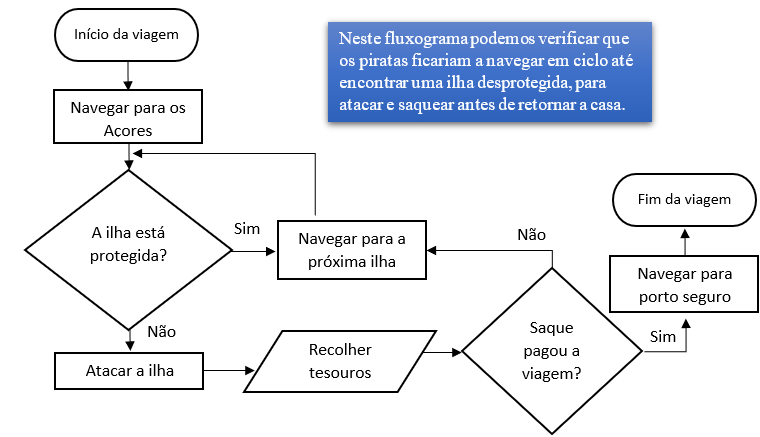 Início da viagem
Neste fluxograma podemos verificar que
os piratas ficariam a navegar em ciclo até
encontrar uma ilha desprotegida, para
atacar e saquear antes de retornar a casa.
Navegar para os
Açores
A ilha está
protegida?
Sim
Navegar para a
próxima ilha
Não
Fim da viagem
Navegar para
porto seguro
Não
Atacar a ilha
Recolher
tesouros
Saque
pagou a
viagem?
Sim